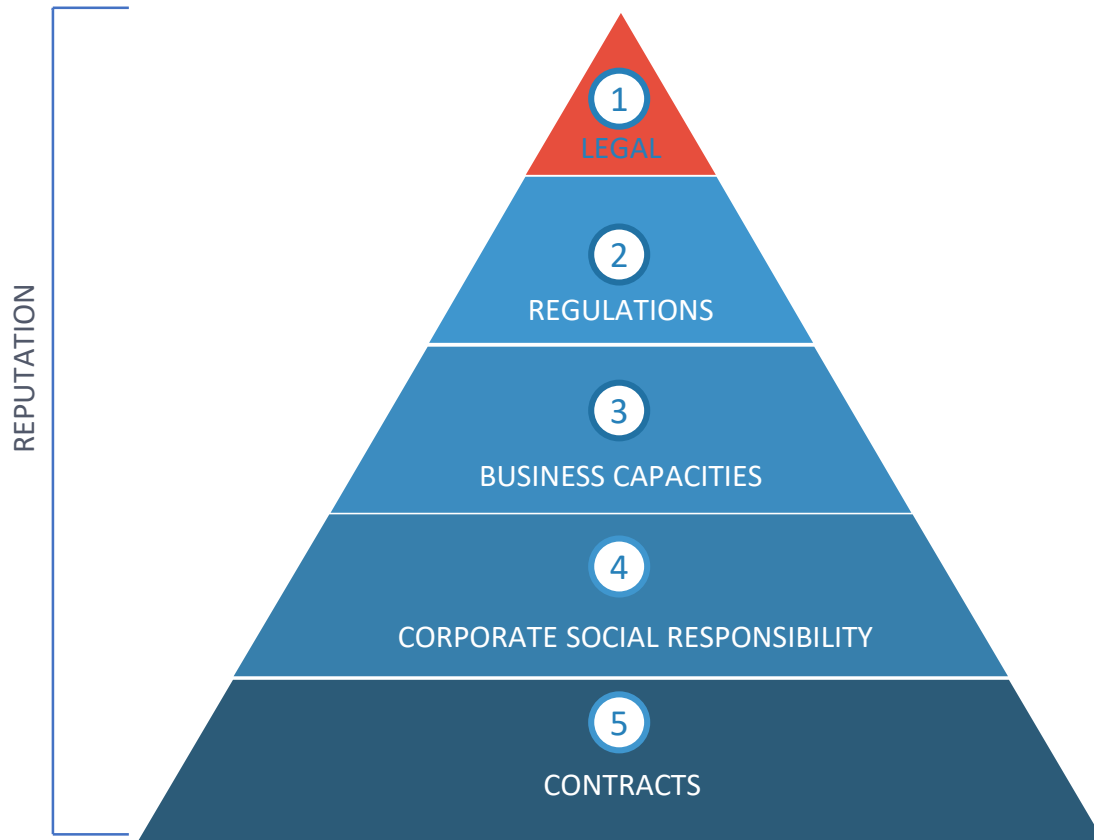 REPUTATION
1
LEGAL
2
REGULATIONS
3
BUSINESS CAPACITIES
4
CORPORATE SOCIAL RESPONSIBILITY
5
CONTRACTS